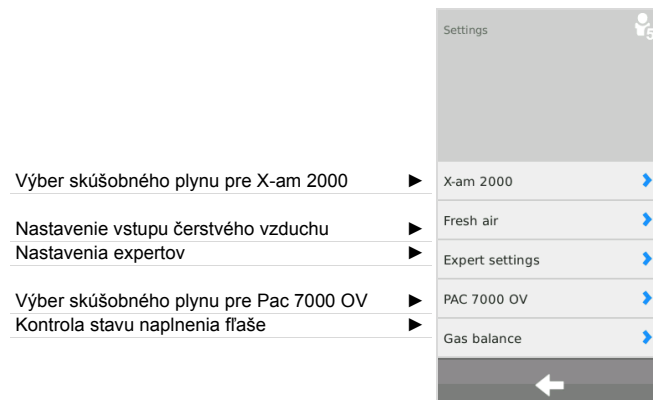 Settings
5
Výber skúšobného plynu pre X-am 2000 ►
X-am 2000
Nastavenie vstupu čerstvého vzduchu ►
Fresh air
Nastavenia expertov ►
Expert settings
Výber skúšobného plynu pre Pac 7000 OV ►
PAC 7000 OV
Kontrola stavu naplnenia fľaše ►
Gas balance